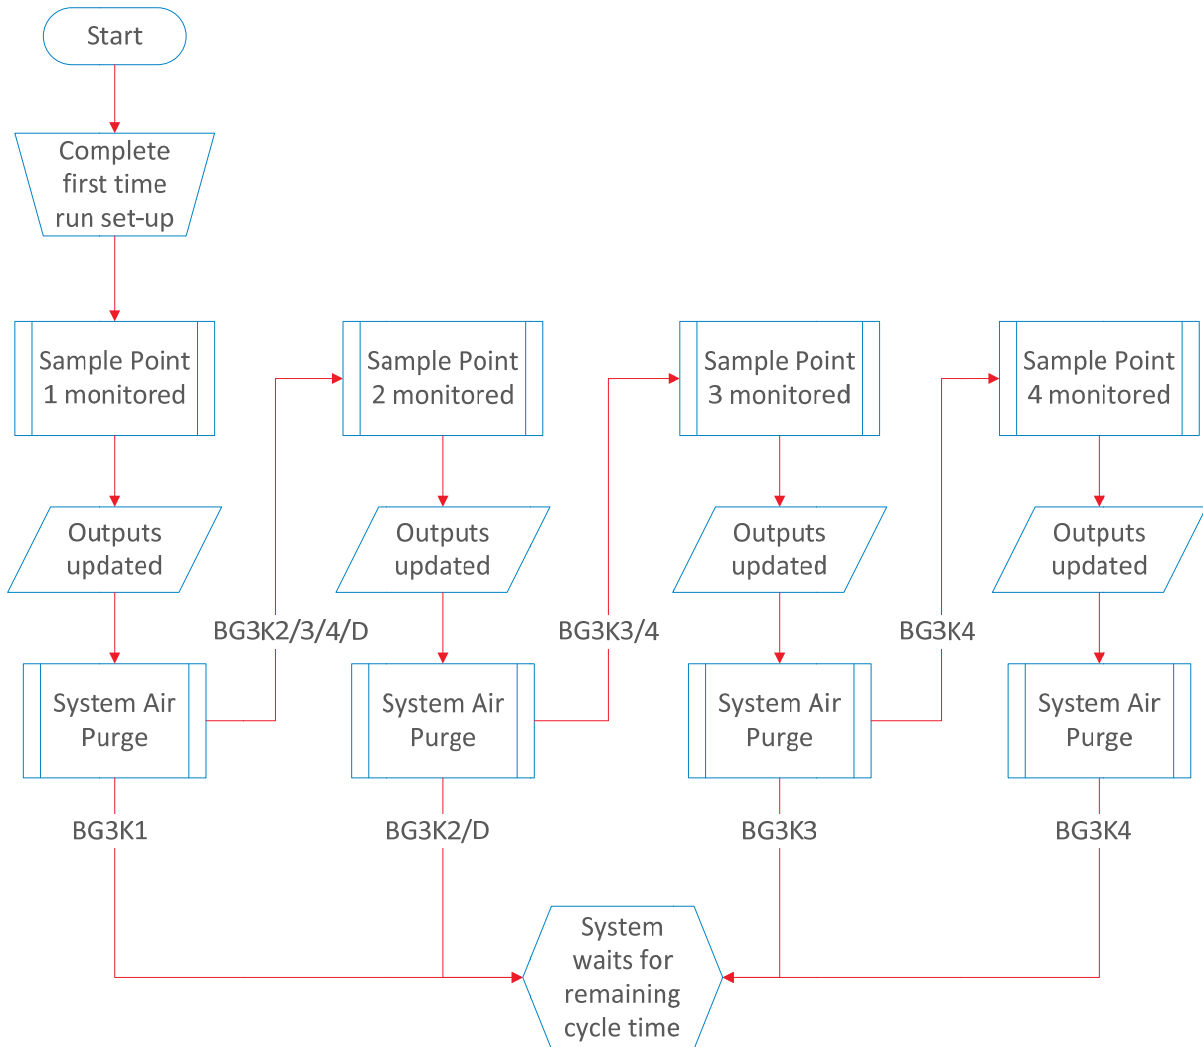 Start
Complete
first time
run set-up
Sample Point
1 monitored
Sample Point
2 monitored
Sample Point
3 monitored
Sample Point
4 monitored
Outputs
updated
Outputs
updated
Outputs
updated
Outputs
updated
BG3K2/3/4/D
BG3K3/4
BG3K4
System Air
Purge
System Air
Purge
System Air
Purge
System Air
Purge
BG3K1
BG3K2/D
BG3K3
BG3K4
System
waits for
remaining
cycle time